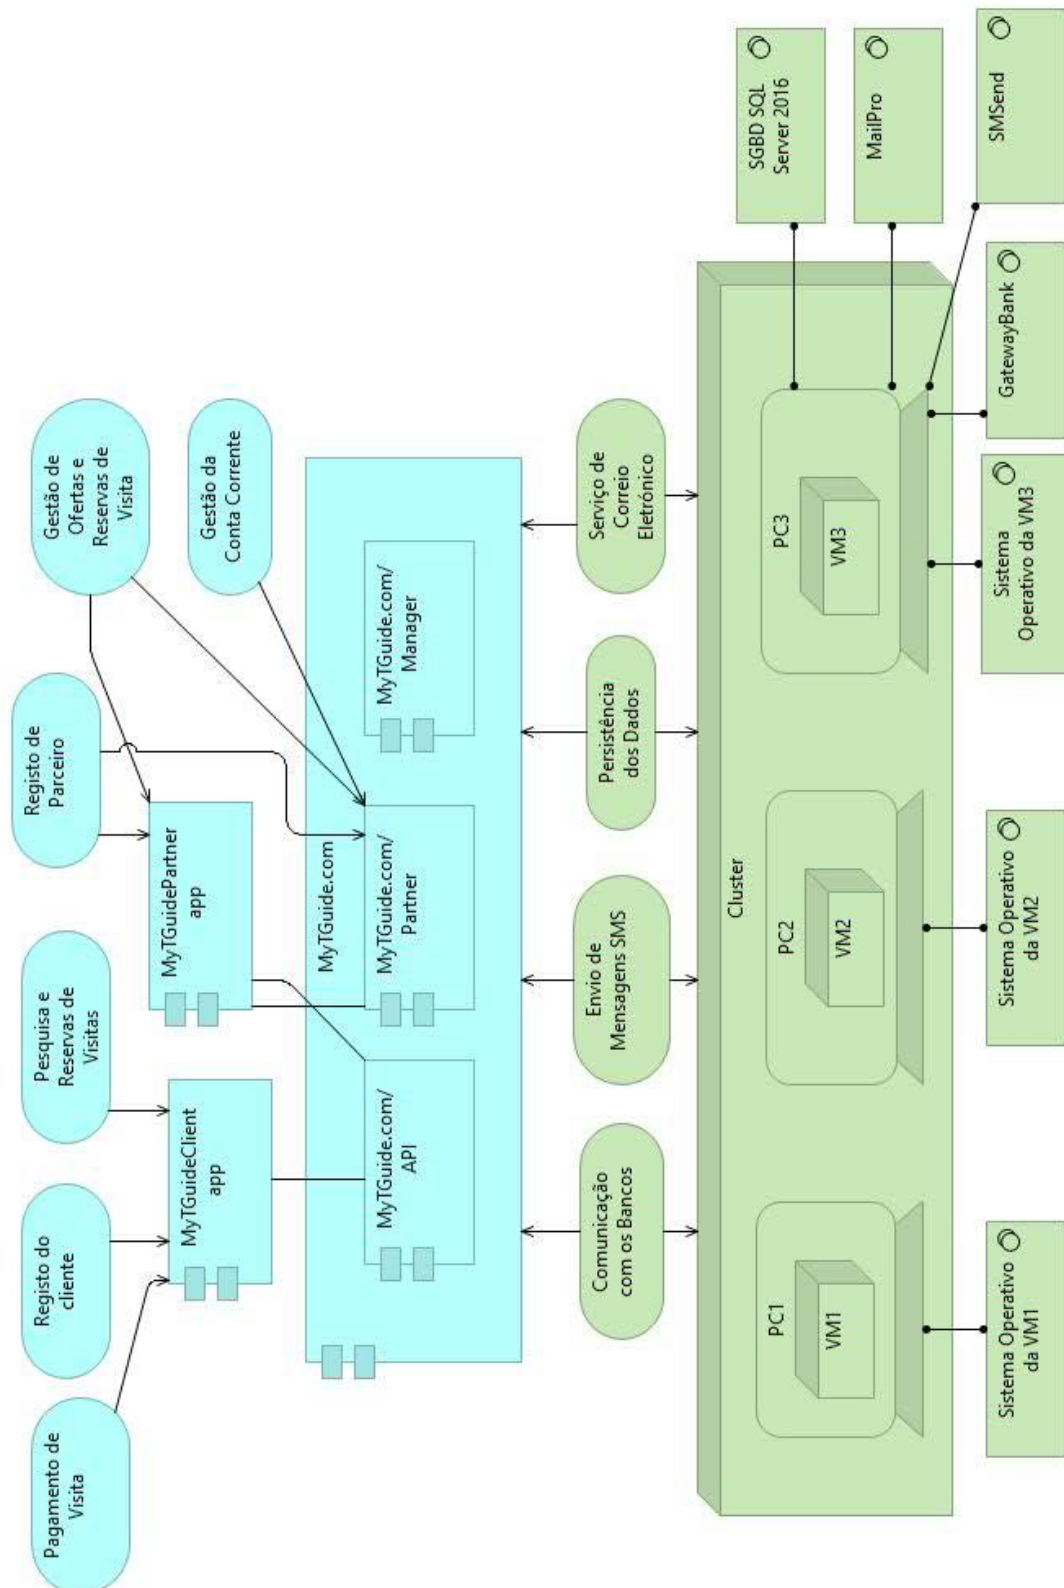 Pagamento de
Visita
Registo do
cliente
Pesquisa e
Reservas de
Visitas
Registo de
Parceiro
Gestão de
Ofertas e
Reservas de
Visita
Gestão da
Conta Corrente
MyTGuideClient
app
MyTGuidePartner
app
MyTGuide.com
MyTGuide.com/
API
MyTGuide.com/
Partner
MyTGuide.com/
Manager
Comunicação
com os Bancos
Envio de
Mensagens SMS
Persistência
dos Dados
Serviço de
Correio
Eletrónico
Cluster
PC1
VM1
PC2
VM2
PC3
VM3
SGBD SQL
Server 2016
MailPro
SMSend
GatewayBank
Sistema Operativo
da VM1
Sistema Operativo
da VM2
Sistema
Operativo da VM3